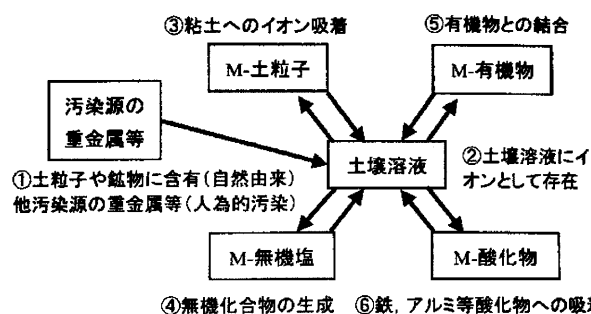 ③粘土へのイオン吸着
⑤有機物との結合
M-土粒子
M-有機物
汚染源の
重金属等
土壌溶液
②土壌溶液にイ
オンとして存在
①土粒子や鉱物に含有(自然由来)
他汚染源の重金属等(人為的汚染)
M-無機塩
M-酸化物
④無機化合物の生成
⑥鉄, アルミ等酸化物への吸着